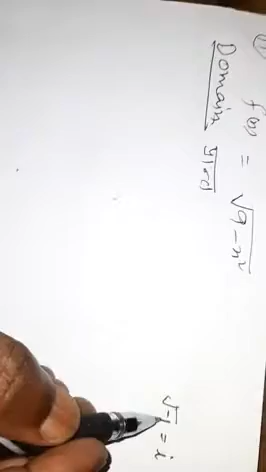 f(x) = √9-x²
Domain
√-1 = i